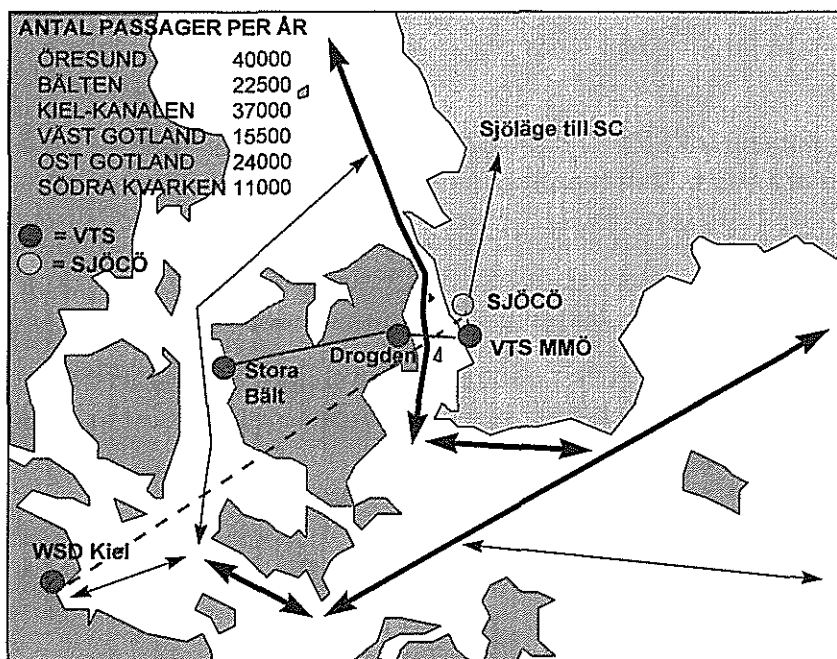 ANTAL PASSAGER PER ÅR
ÖRESUND 40000
BÄLTEN 22500
KIEL-KANALEN 37000
VÄST GOTLAND 15500
OST GOTLAND 24000
SÖDRA KVARKEN 11000
= VTS
= SJÖCÖ
Sjöläge till SC
SJÖCÖ
VTS MMÖ
Drogden
4
Stora
Bält
WSD Kiel